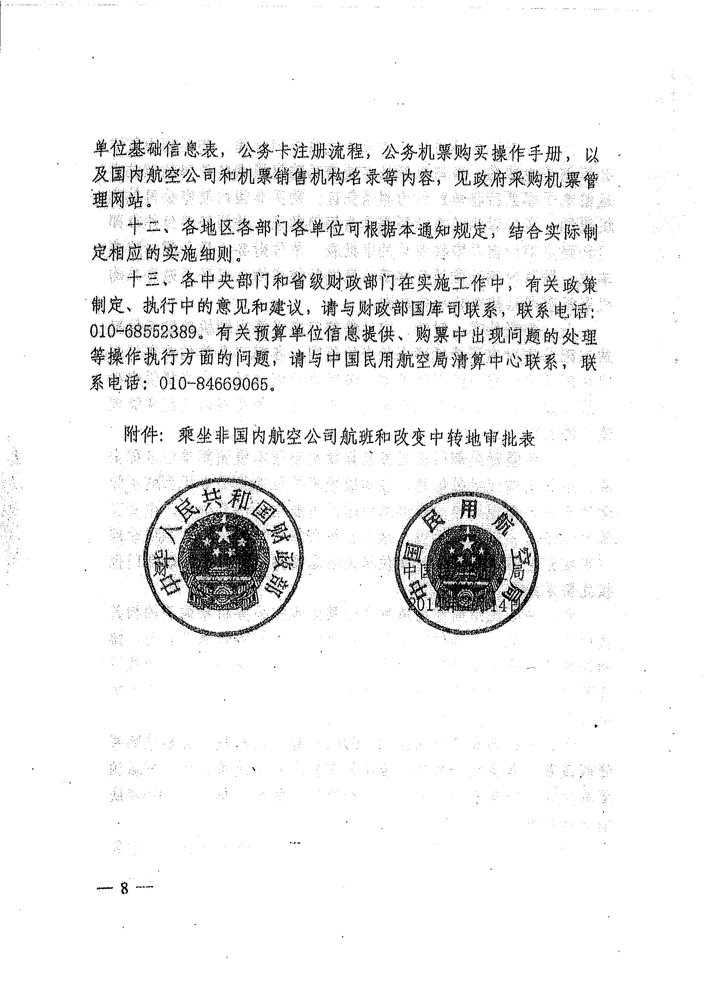 单位基础信息表，公务卡注册流程，公务机票购买操作手册，以
及国内航空公司和机票销售机构名录等内容，见政府采购机票管
理网站。
十二、各地区各部门各单位可根据本通知规定，结合实际制
定相应的实施细则。
十三、各中央部门和省级财政部门在实施工作中，有关政策
制定、执行中的意见和建议，请与财政部国库司联系，联系电话：
010-68552389。有关预算单位信息提供、购票中出现问题的处理
等操作执行方面的问题，请与中国民用航空局清算中心联系，联
系电话：010-84669065。
附件：乘坐非国内航空公司航班和改变中转地审批表
中华人民共和国财政部
中国民用航空局
— 8 —